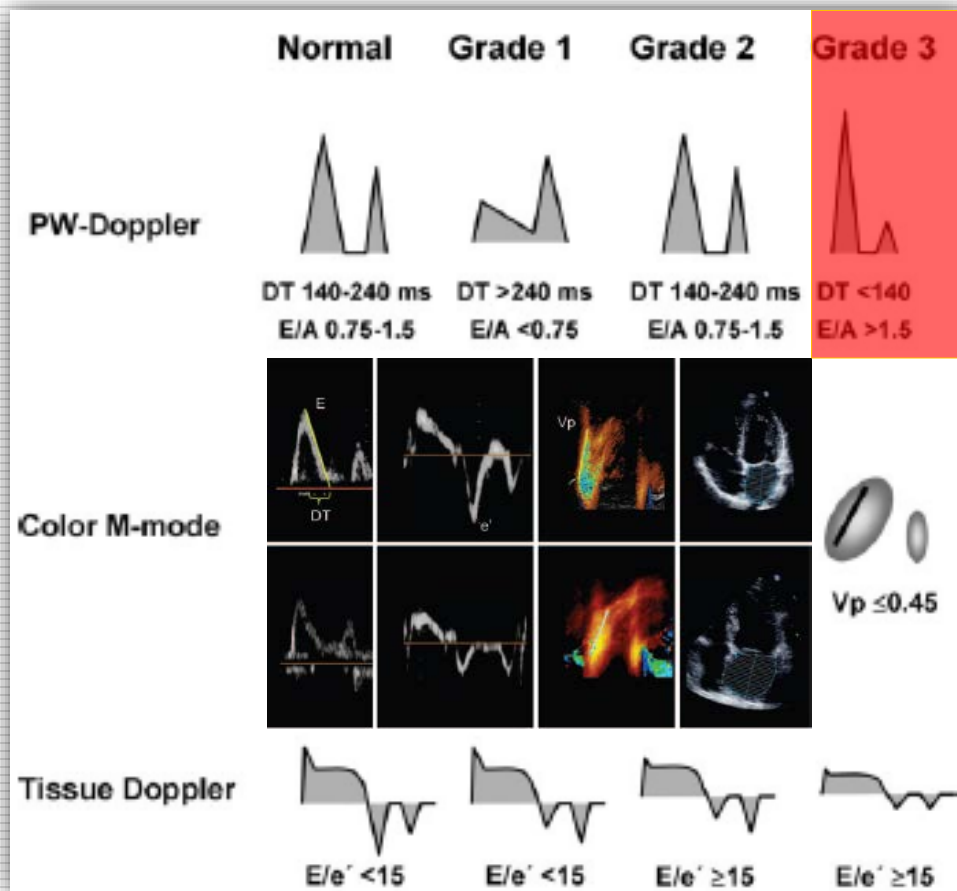 Normal Grade 1 Grade 2 Grade 3
PW-Doppler
DT 140-240 ms DT >240 ms DT 140-240 ms DT <140
E/A 0.75-1.5 E/A <0.75 E/A 0.75-1.5 E/A >1.5
E
Vp
DT
e'
Color M-mode
Vp ≤0.45
Tissue Doppler
E/e´ <15 E/e´ <15 E/e´ ≥15 E/e´ ≥15